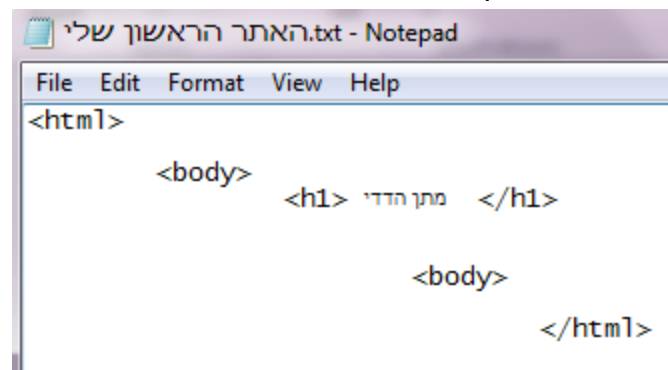 האתר הראשון שלי.txt - Notepad
File Edit Format View Help
<html>
<body>
<h1> מתן הדדי </h1>
<body>
</html>